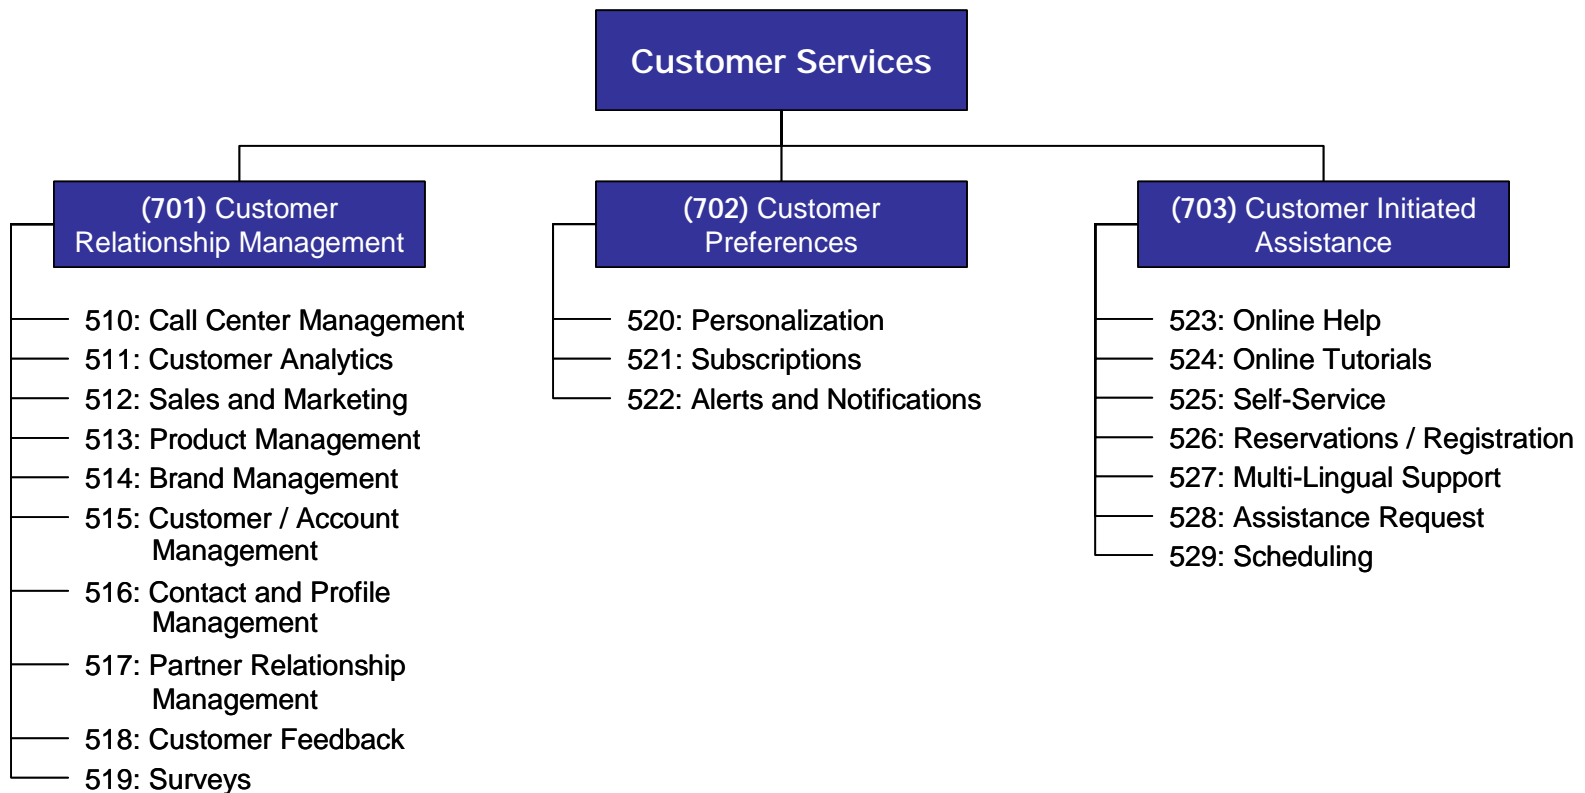 Customer Services
(701) Customer
Relationship Management
510: Call Center Management
511: Customer Analytics
512: Sales and Marketing
513: Product Management
514: Brand Management
515: Customer / Account
Management
516: Contact and Profile
Management
517: Partner Relationship
Management
518: Customer Feedback
519: Surveys
(702) Customer
Preferences
520: Personalization
521: Subscriptions
522: Alerts and Notifications
(703) Customer Initiated
Assistance
523: Online Help
524: Online Tutorials
525: Self-Service
526: Reservations / Registration
527: Multi-Lingual Support
528: Assistance Request
529: Scheduling